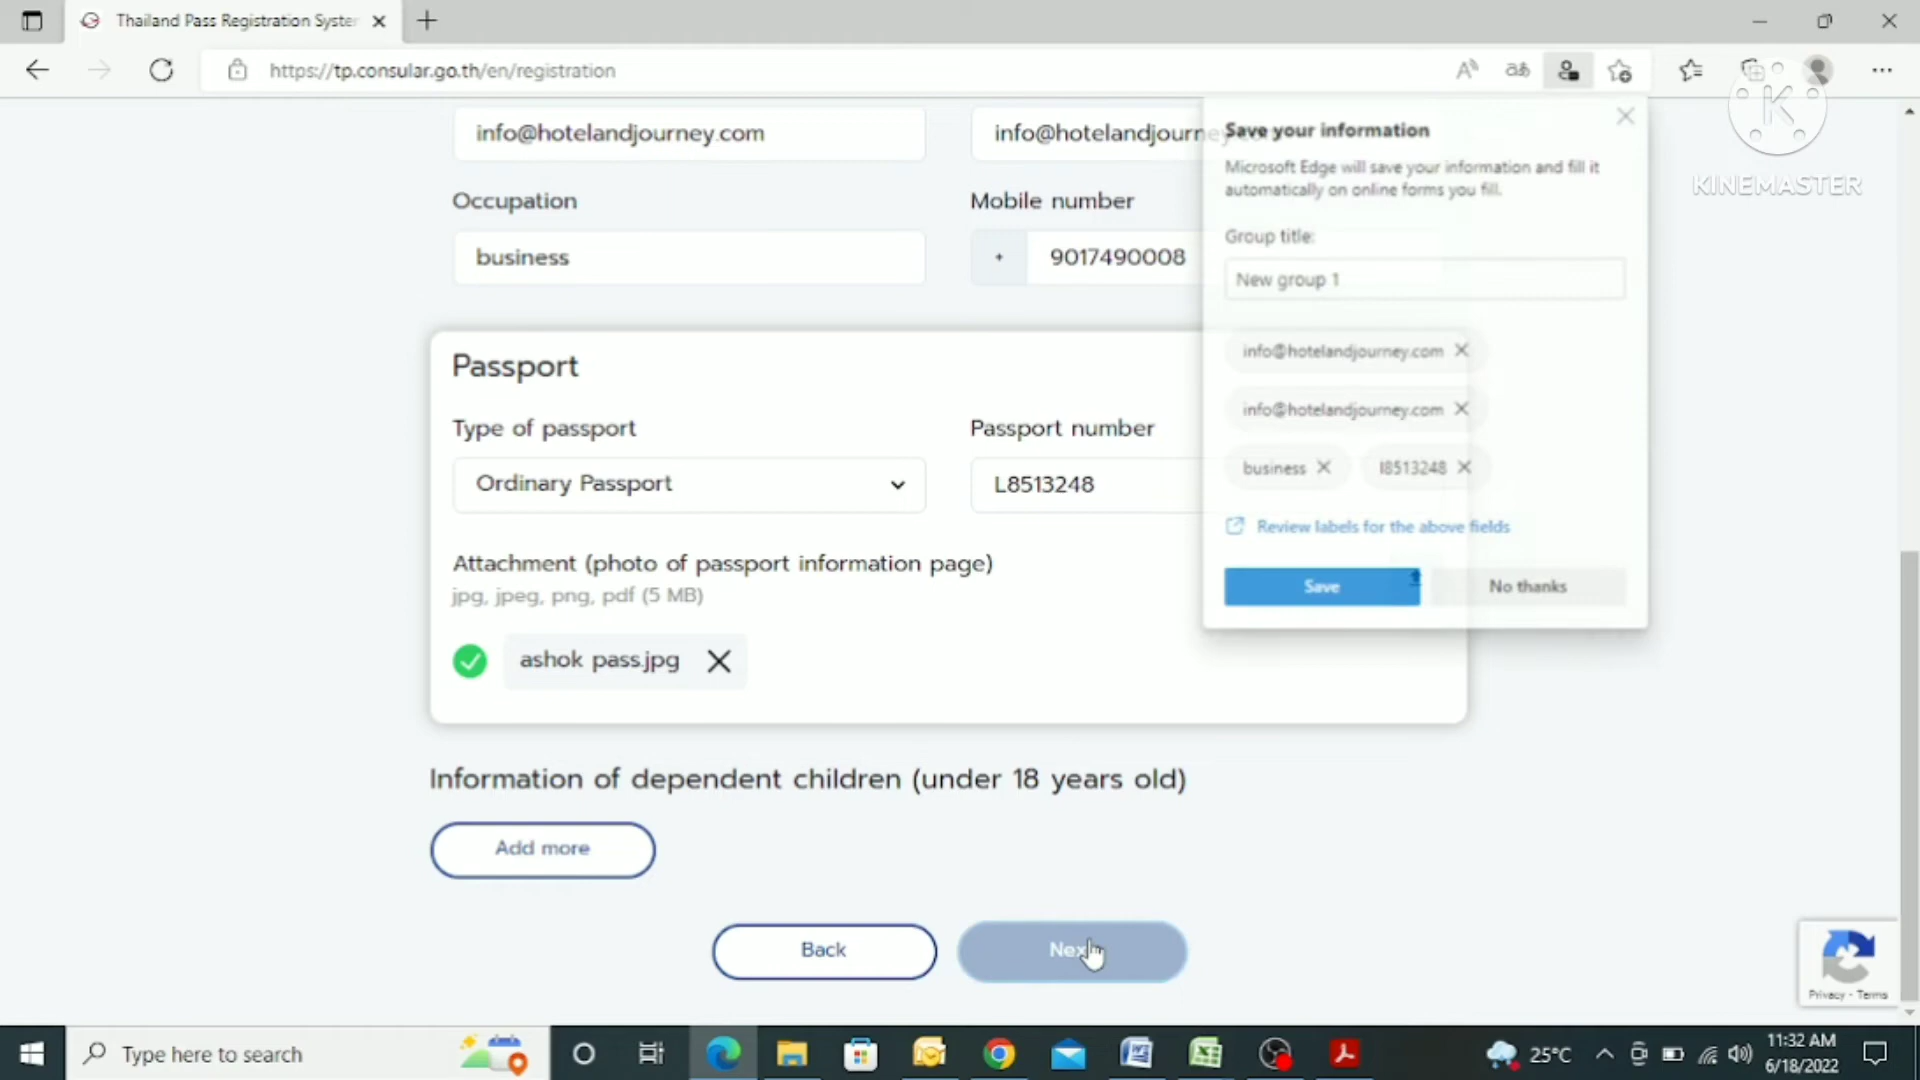 Thailand Pass Registration Syster
https://tp.consular.go.th/en/registration
info@hotelandjourney.com
info@hotelandjourney
Occupation
Mobile number
business
+ 9017490008
Passport
Type of passport
Passport number
Ordinary Passport
L8513248
Attachment (photo of passport information page)
jpg, jpeg, png, pdf (5 MB)
ashok pass.jpg
Information of dependent children (under 18 years old)
Add more
Back
Next
Save your information
Microsoft Edge will save your information and fill it
automatically on online forms you fill.
Group title:
New group 1
info@hotelandjourney.com
info@hotelandjourney.com
business
l8513248
Review labels for the above fields
Save
No thanks
K
KINEMASTER
Privacy - Terms
Type here to search
25°C
11:32 AM
6/18/2022